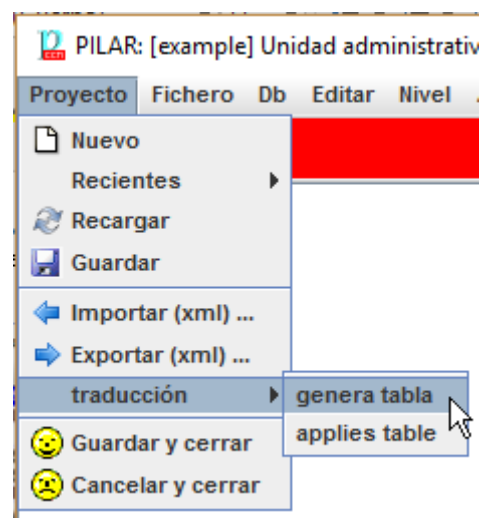 PILAR: [example] Unidad administrativ
Proyecto Fichero Db Editar Nivel
Nuevo
Recientes
Recargar
Guardar
Importar (xml) ...
Exportar (xml) ...
traducción genera tabla
applies table
Guardar y cerrar
Cancelar y cerrar